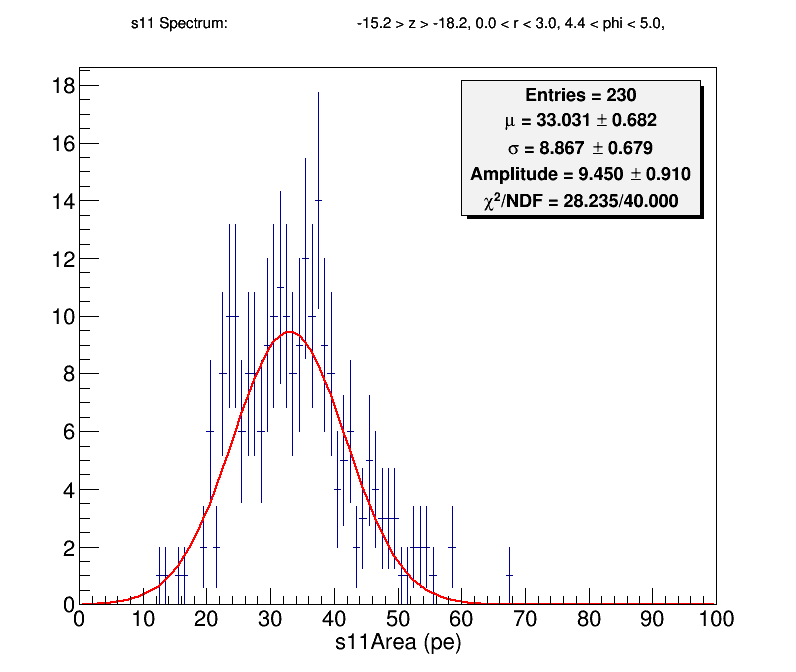 s11 Spectrum: -15.2 > z > -18.2, 0.0 < r < 3.0, 4.4 < phi < 5.0,
Entries = 230
μ = 33.031 ± 0.682
σ = 8.867 ± 0.679
Amplitude = 9.450 ± 0.910
χ²/NDF = 28.235/40.000
18
16
14
12
10
8
6
4
2
0
0 10 20 30 40 50 60 70 80 90 100
s11Area (pe)